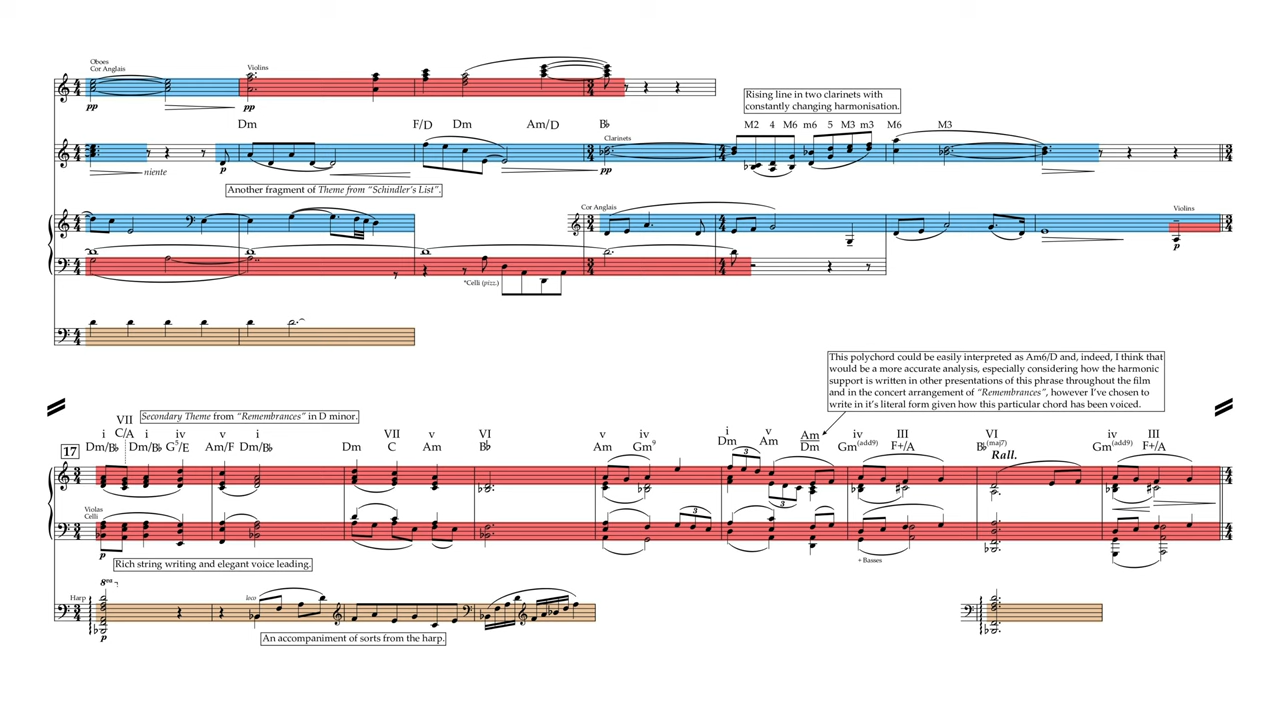 Oboes
Cor Anglais
Violins
pp
pp
Rising line in two clarinets with
constantly changing harmonisation.
Dm
F/D
Dm
Am/D
B♭
Clarinets
M2 4 M6 m6 5 M3 m3 M6 M3
niente
p
pp
Another fragment of Theme from "Schindler's List".
Cor Anglais
Violins
p
*Celli (pizz.)
This polychord could be easily interpreted as Am6/D and, indeed, I think that
would be a more accurate analysis, especially considering how the harmonic
support is written in other presentations of this phrase throughout the film
and in the concert arrangement of "Remembrances", however I've chosen to
write in it's literal form given how this particular chord has been voiced.
Secondary Theme from "Remembrances" in D minor.
i VII i iv v i VII v VI v iv i v iv III VI iv III
17
Dm/B♭ C/A Dm/B♭ G5/E Am/F Dm/B♭ Dm C Am B♭ Am Gm9 Dm Am Am
Dm Gm(add9) F+/A B♭(maj7) Gm(add9) F+/A
Rall.
3 3
Violas
Celli
3 3
p
Rich string writing and elegant voice leading.
+ Basses
8va
Harp
loco
p
An accompaniment of sorts from the harp.